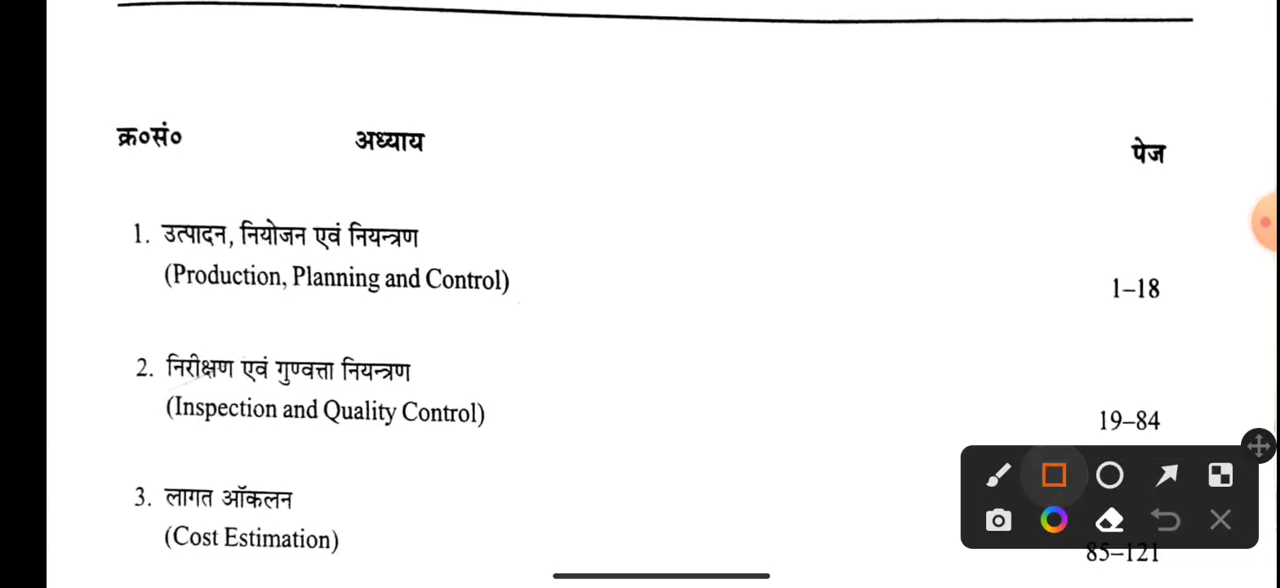 क्र०सं० अध्याय पेज
1. उत्पादन, नियोजन एवं नियन्त्रण
(Production, Planning and Control) 1–18
2. निरीक्षण एवं गुण्वत्ता नियन्त्रण
(Inspection and Quality Control) 19–84
3. लागत ऑकलन
(Cost Estimation) 85–121